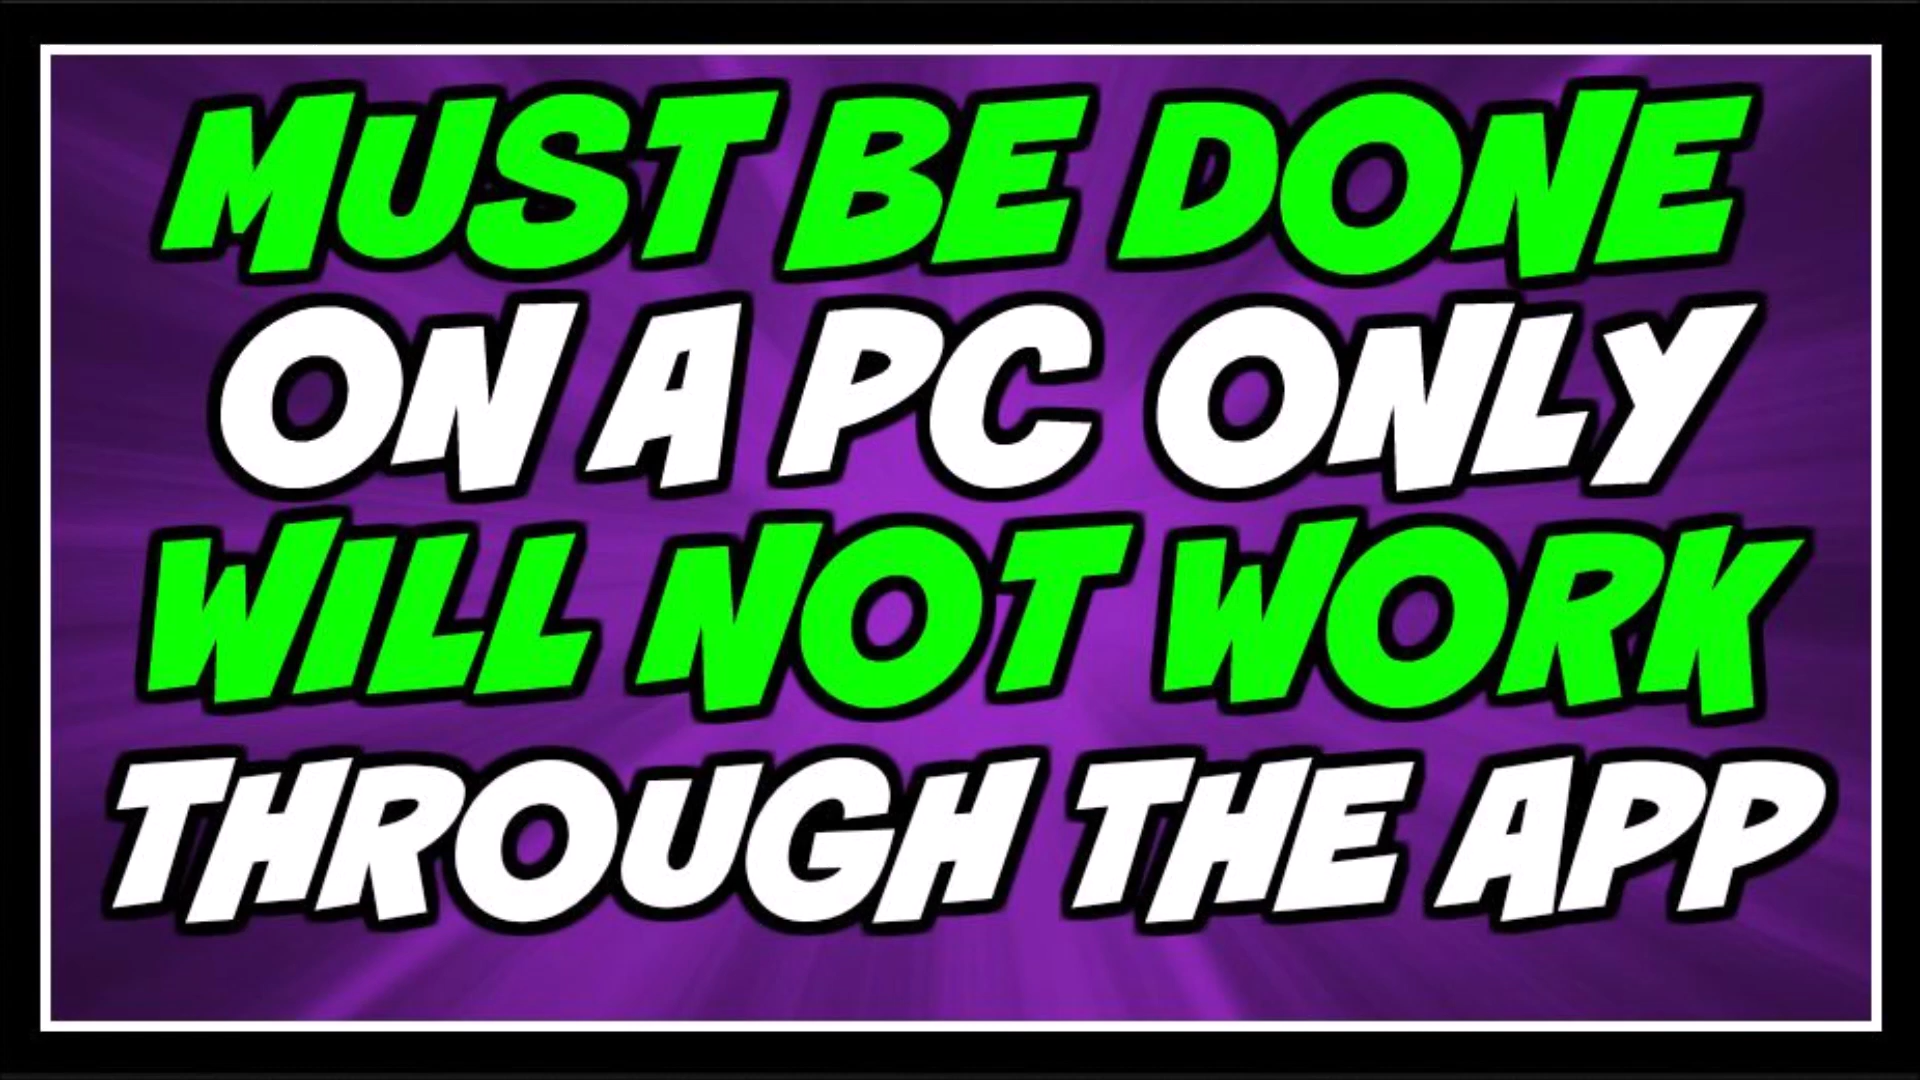 MUST BE DONE
ON A PC ONLY
WILL NOT WORK
THROUGH THE APP